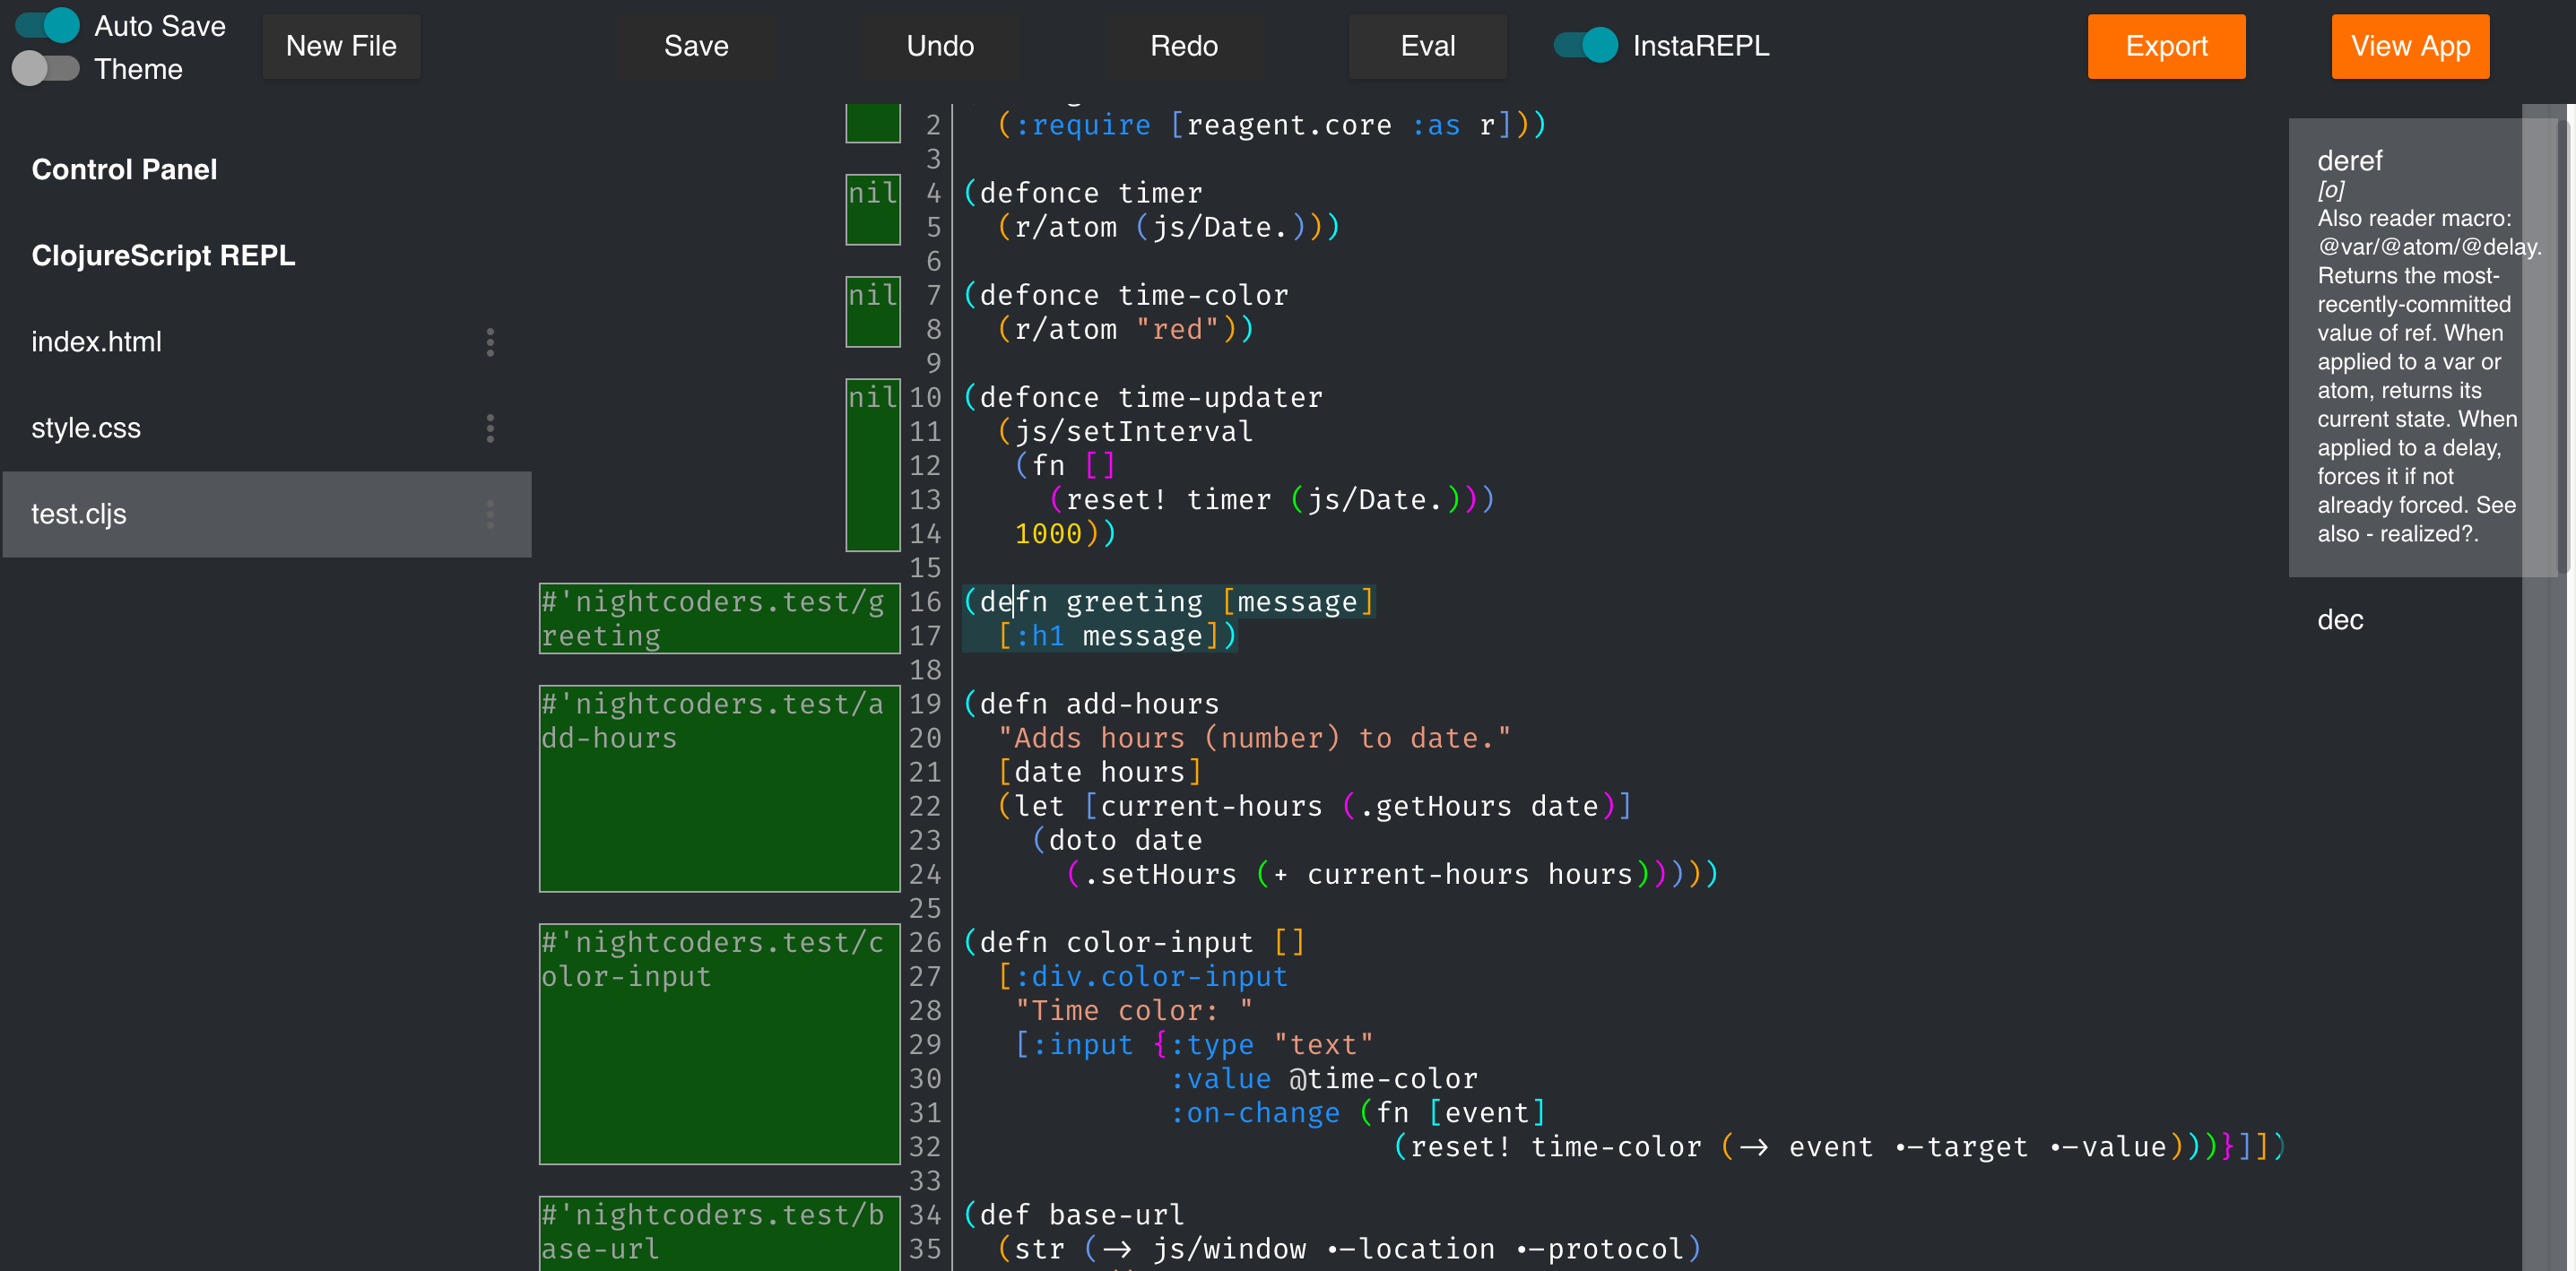 Auto Save
Theme
New File
Save
Undo
Redo
Eval
InstaREPL
Export
View App
Control Panel
ClojureScript REPL
index.html
style.css
test.cljs
nil
nil
nil
#'nightcoders.test/g
reeting
#'nightcoders.test/a
dd-hours
#'nightcoders.test/c
olor-input
#'nightcoders.test/b
ase-url
2 (:require [reagent.core :as r]))
3
4 (defonce timer
5 (r/atom (js/Date.)))
6
7 (defonce time-color
8 (r/atom "red"))
9
10 (defonce time-updater
11 (js/setInterval
12 (fn []
13 (reset! timer (js/Date.)))
14 1000))
15
16 (defn greeting [message]
17 [:h1 message])
18
19 (defn add-hours
20 "Adds hours (number) to date."
21 [date hours]
22 (let [current-hours (.getHours date)]
23 (doto date
24 (.setHours (+ current-hours hours)))))
25
26 (defn color-input []
27 [:div.color-input
28 "Time color: "
29 [:input {:type "text"
30 :value @time-color
31 :on-change (fn [event]
32 (reset! time-color (-> event .-target .-value)))}]])
33
34 (def base-url
35 (str (-> js/window .-location .-protocol)
deref
[o]
Also reader macro:
@var/@atom/@delay.
Returns the most-
recently-committed
value of ref. When
applied to a var or
atom, returns its
current state. When
applied to a delay,
forces it if not
already forced. See
also - realized?.
dec